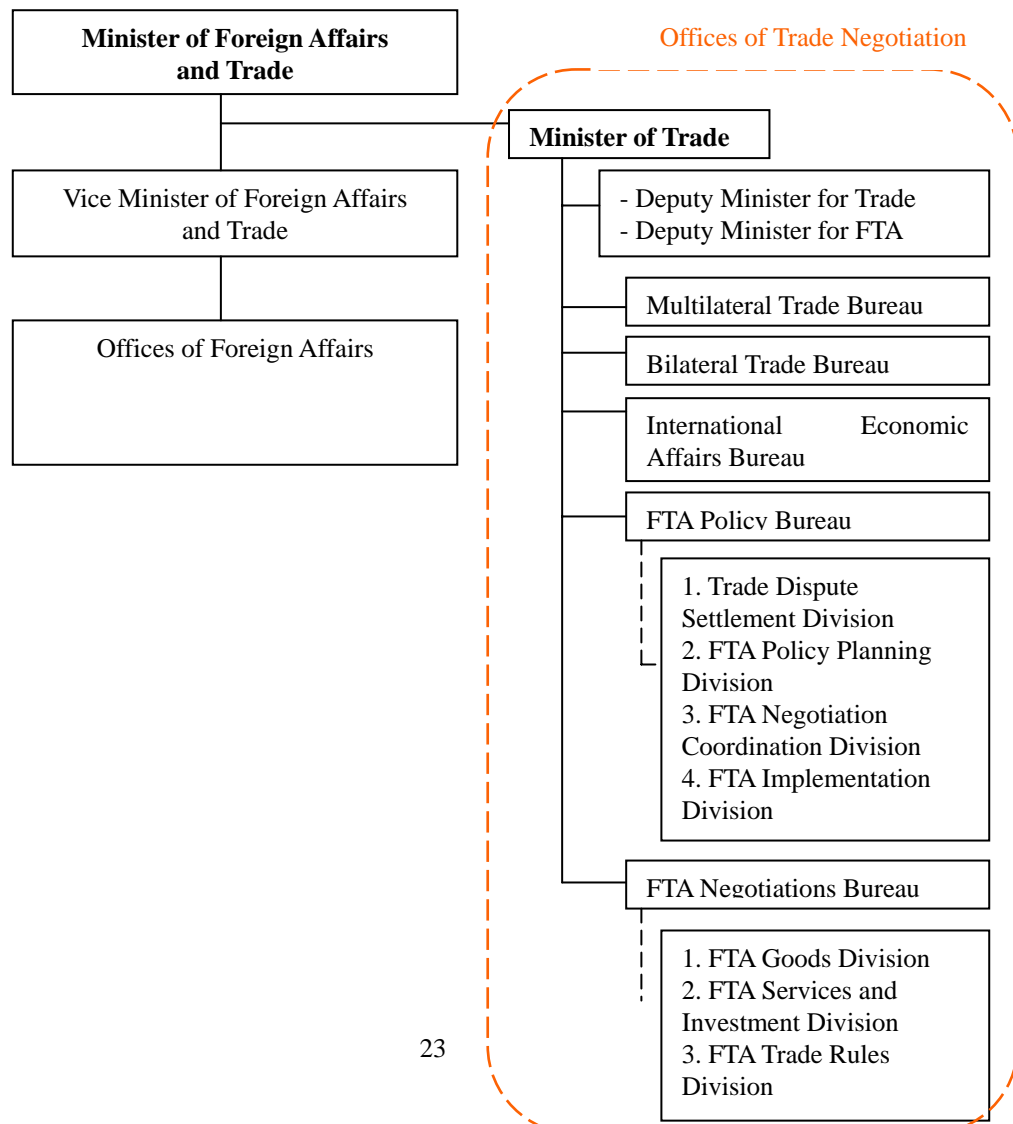 Minister of Foreign Affairs
and Trade
Offices of Trade Negotiation
Minister of Trade
Vice Minister of Foreign Affairs
and Trade
- Deputy Minister for Trade
- Deputy Minister for FTA
Offices of Foreign Affairs
Multilateral Trade Bureau
Bilateral Trade Bureau
International Economic
Affairs Bureau
FTA Policy Bureau
1. Trade Dispute
Settlement Division
2. FTA Policy Planning
Division
3. FTA Negotiation
Coordination Division
4. FTA Implementation
Division
FTA Negotiations Bureau
1. FTA Goods Division
2. FTA Services and
Investment Division
3. FTA Trade Rules
Division
23